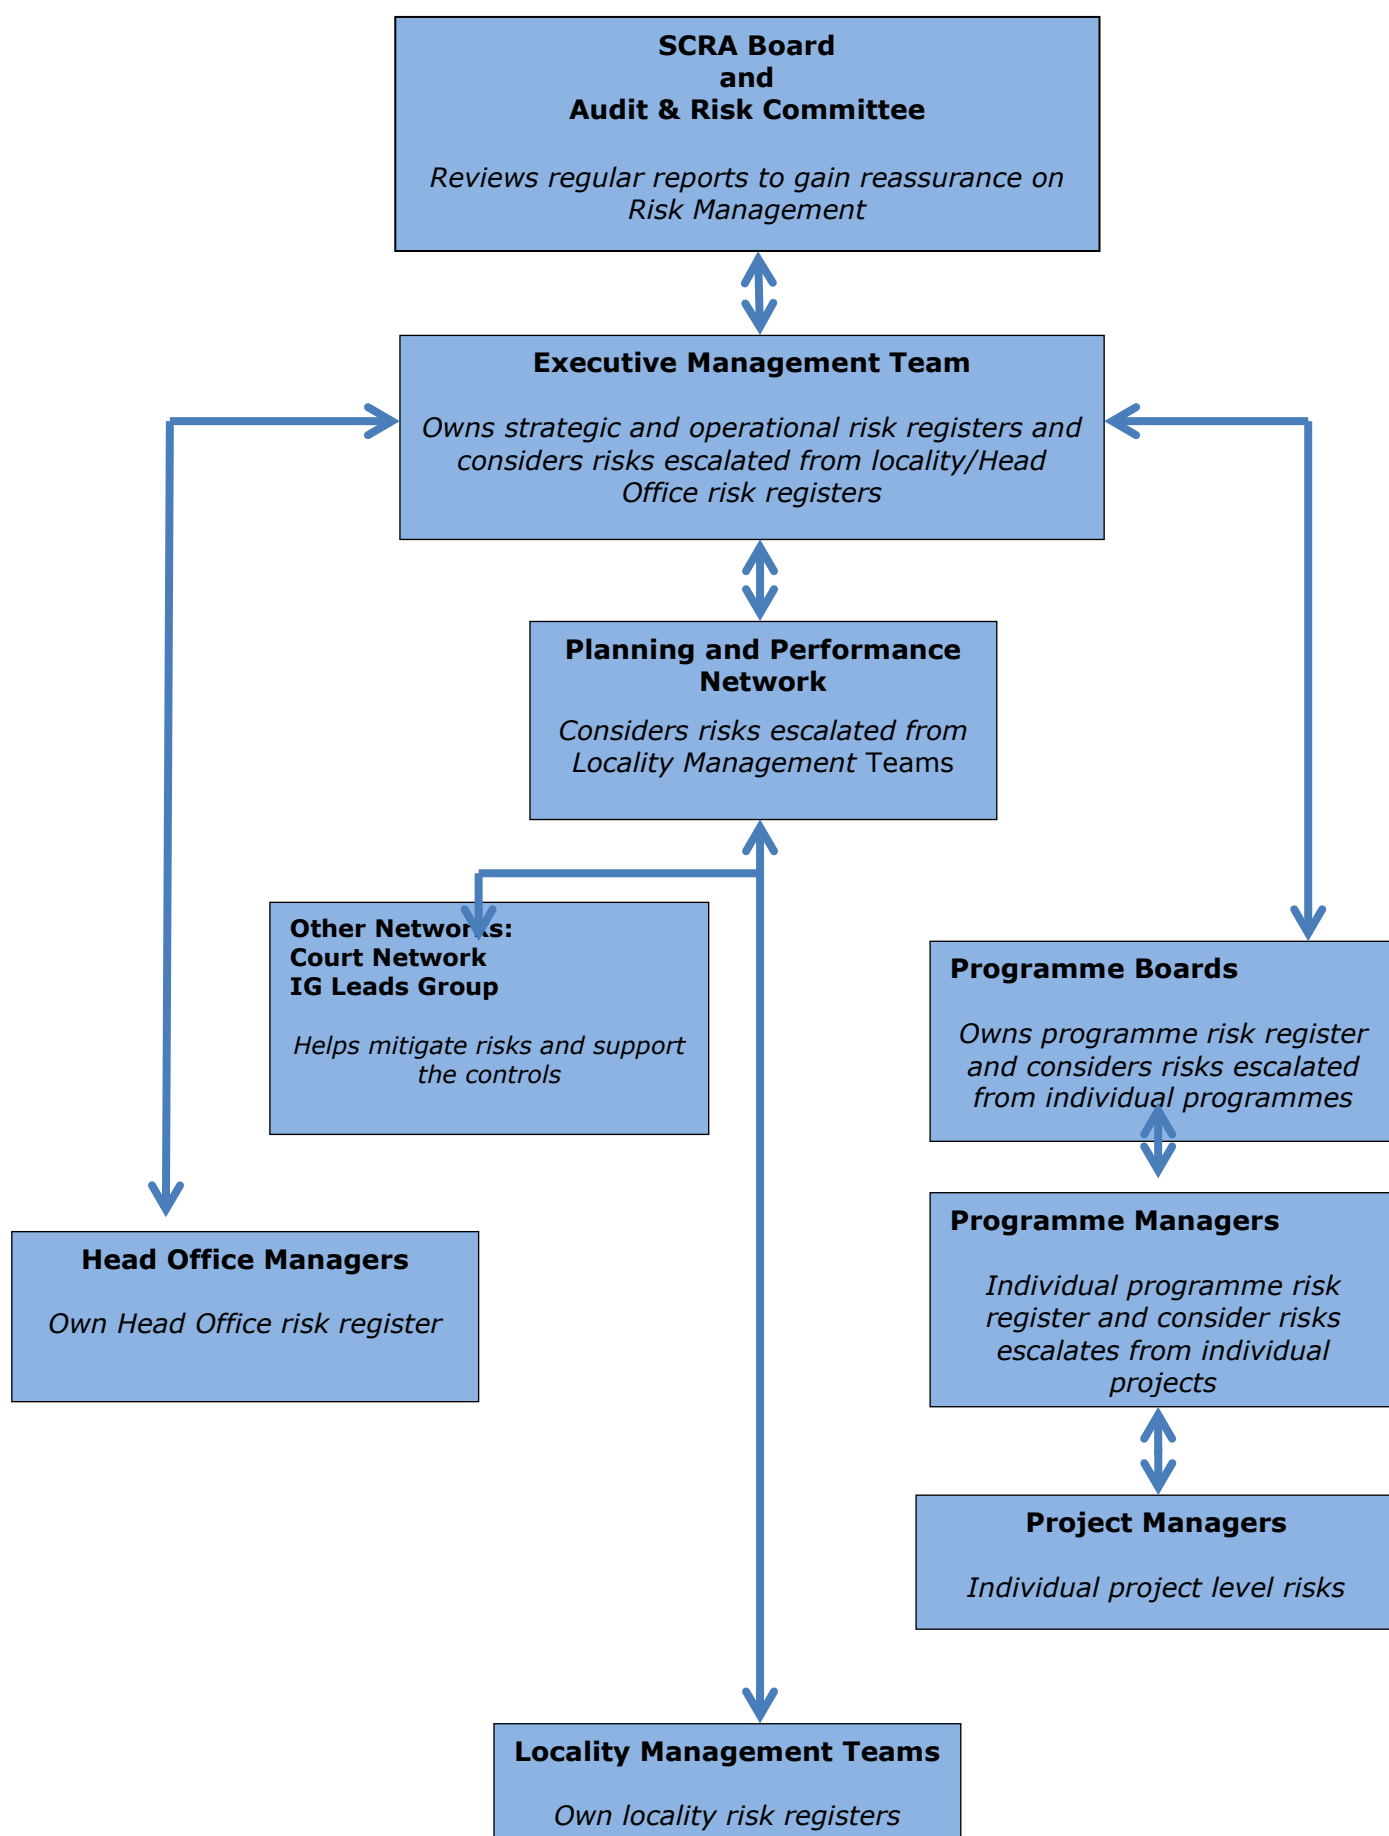 SCRA Board
and
Audit & Risk Committee
Reviews regular reports to gain reassurance on
Risk Management
Executive Management Team
Owns strategic and operational risk registers and
considers risks escalated from locality/Head
Office risk registers
Planning and Performance
Network
Considers risks escalated from
Locality Management Teams
Other Networks:
Court Network
IG Leads Group
Helps mitigate risks and support
the controls
Programme Boards
Owns programme risk register
and considers risks escalated
from individual programmes
Head Office Managers
Own Head Office risk register
Programme Managers
Individual programme risk
register and consider risks
escalates from individual
projects
Project Managers
Individual project level risks
Locality Management Teams
Own locality risk registers